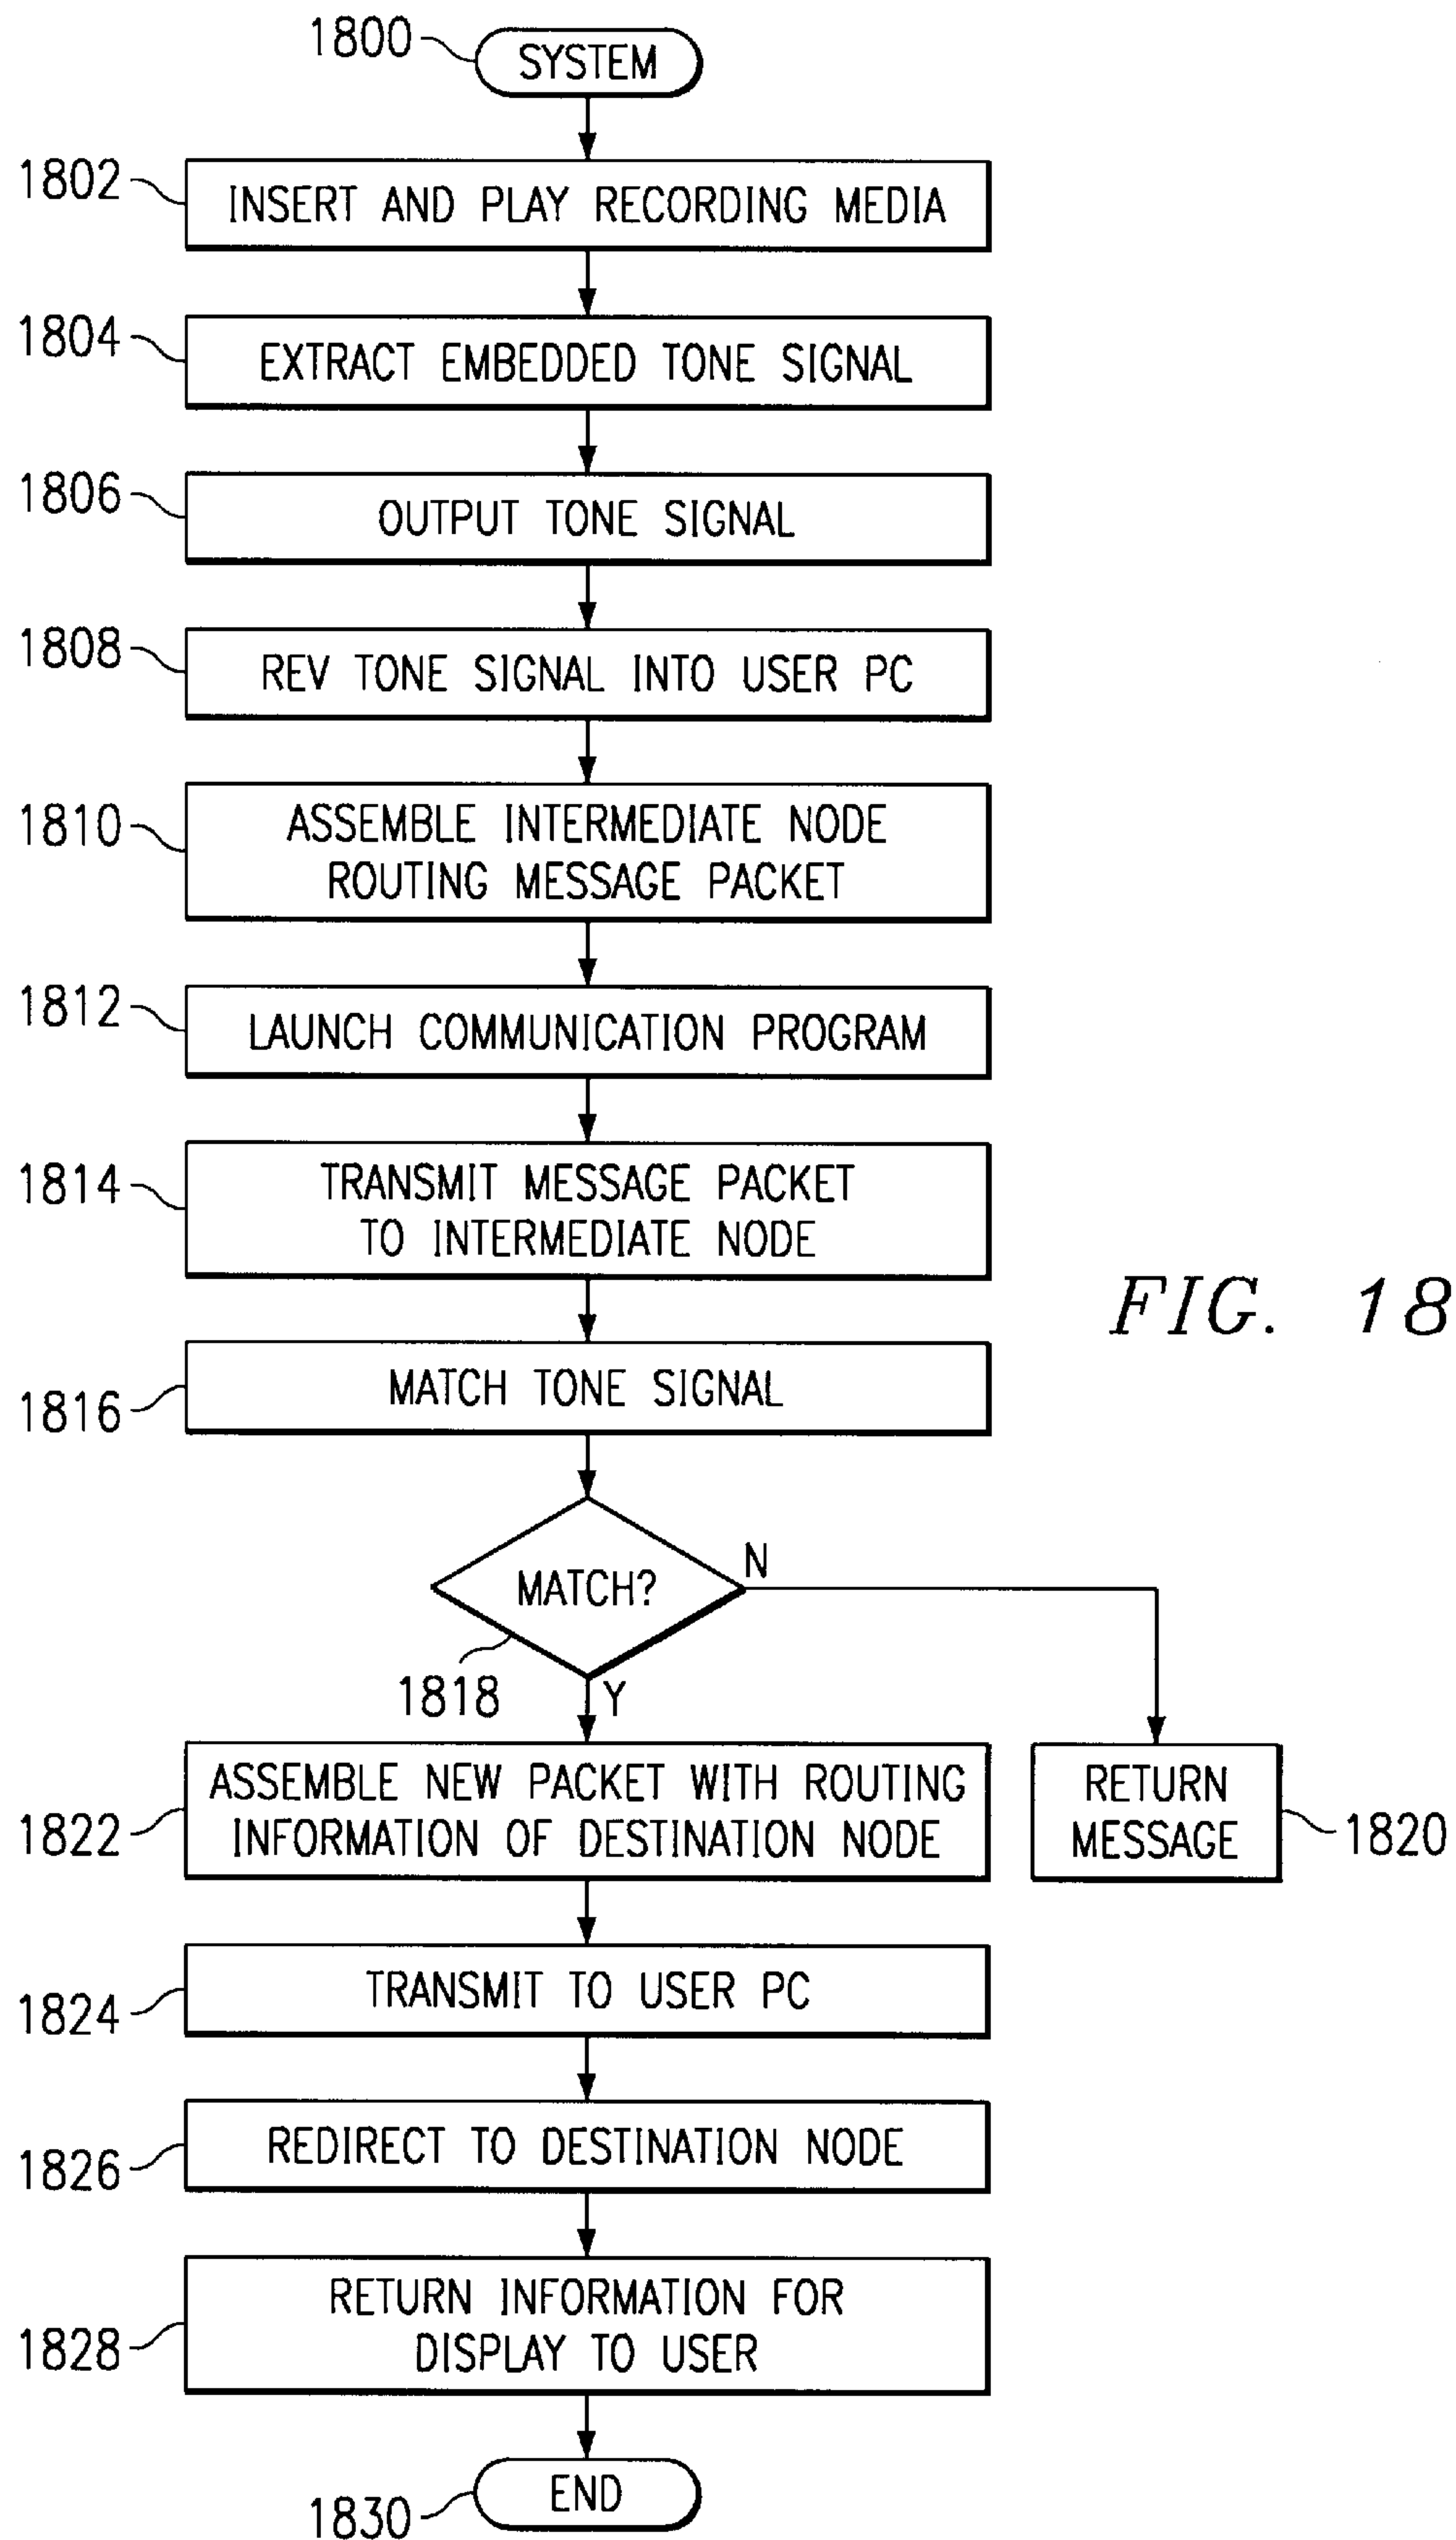 1800
SYSTEM
1802
INSERT AND PLAY RECORDING MEDIA
1804
EXTRACT EMBEDDED TONE SIGNAL
1806
OUTPUT TONE SIGNAL
1808
REV TONE SIGNAL INTO USER PC
1810
ASSEMBLE INTERMEDIATE NODE
ROUTING MESSAGE PACKET
1812
LAUNCH COMMUNICATION PROGRAM
1814
TRANSMIT MESSAGE PACKET
TO INTERMEDIATE NODE
FIG. 18
1816
MATCH TONE SIGNAL
MATCH?
N
1818
Y
1822
ASSEMBLE NEW PACKET WITH ROUTING
INFORMATION OF DESTINATION NODE
RETURN
MESSAGE
1820
1824
TRANSMIT TO USER PC
1826
REDIRECT TO DESTINATION NODE
1828
RETURN INFORMATION FOR
DISPLAY TO USER
1830
END